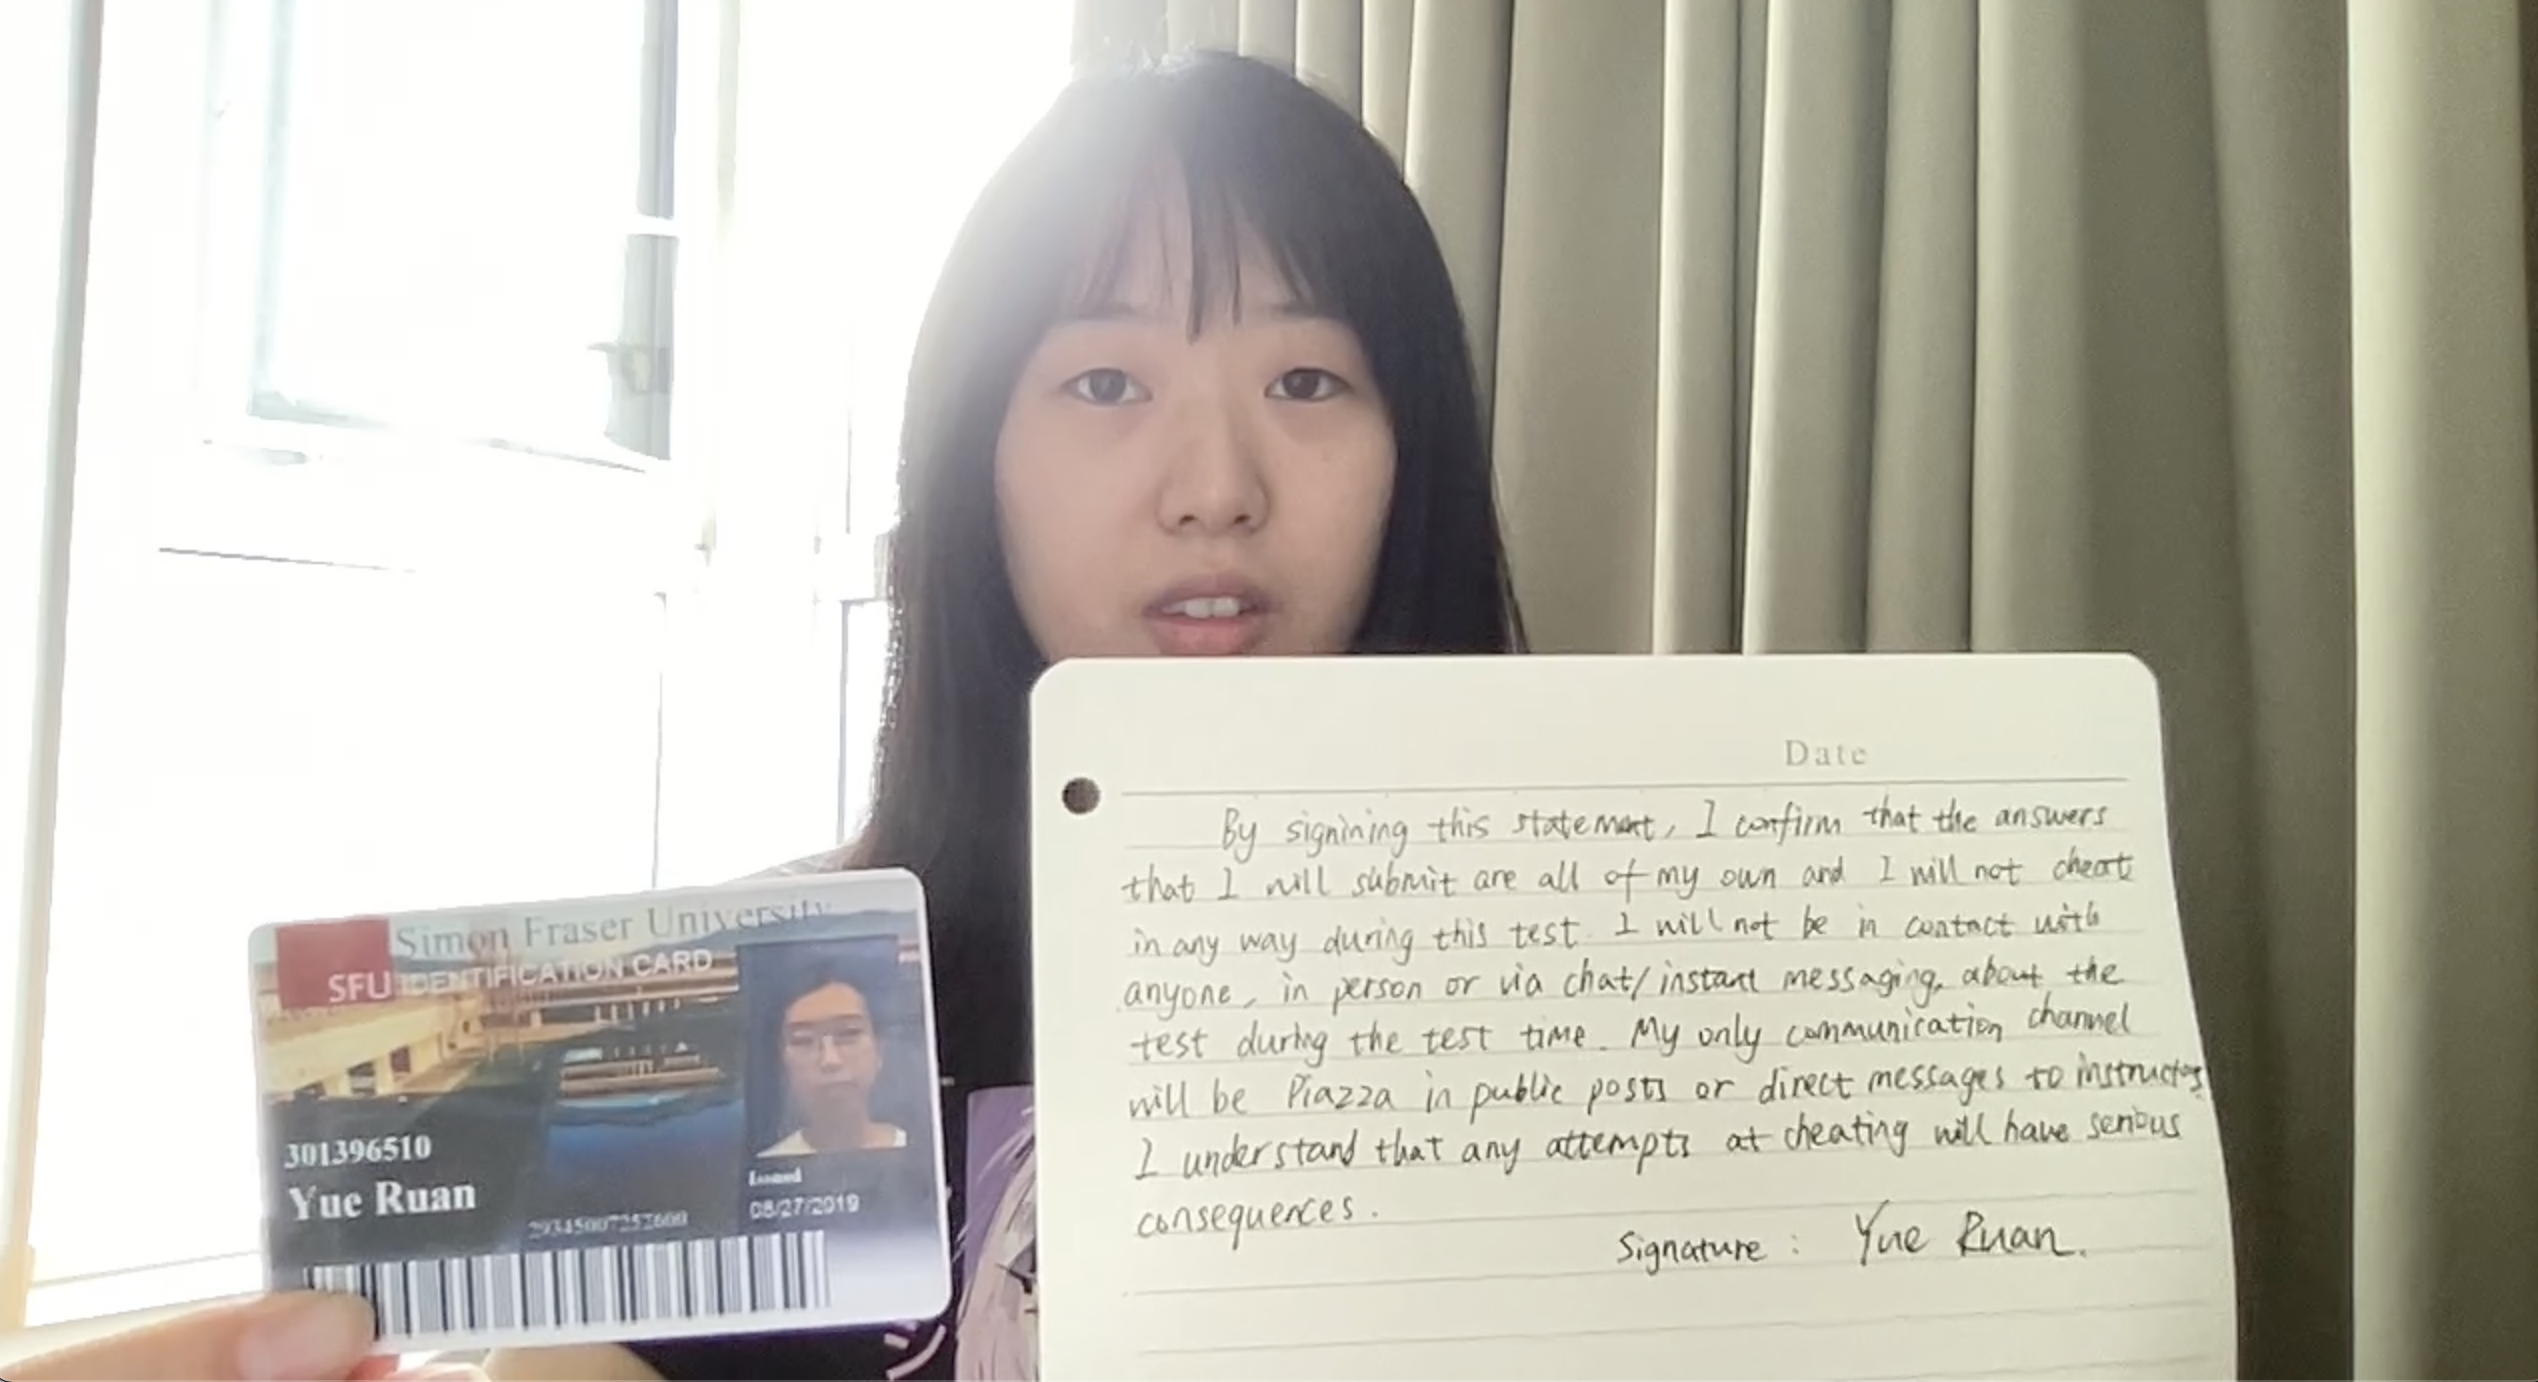 Simon Fraser University
SFU IDENTIFICATION CARD
301396510
Yue Ruan
Issued
08/27/2019
Date
By signining this statement, I confirm that the answers
that I will submit are all of my own and I will not cheat
in any way during this test. I will not be in contact with
anyone, in person or via chat/instant messaging, about the
test during the test time. My only communication channel
will be Piazza in public posts or direct messages to instructors.
I understand that any attempts at cheating will have serious
consequences.
Signature : Yue Ruan.